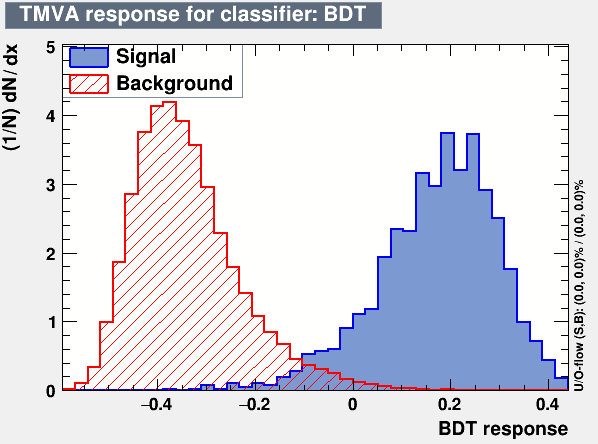 TMVA response for classifier: BDT
(1/N) dN / dx
Signal
Background
5
4
3
2
1
0
−0.4
−0.2
0
0.2
0.4
BDT response
U/O-flow (S,B): (0.0, 0.0)% / (0.0, 0.0)%